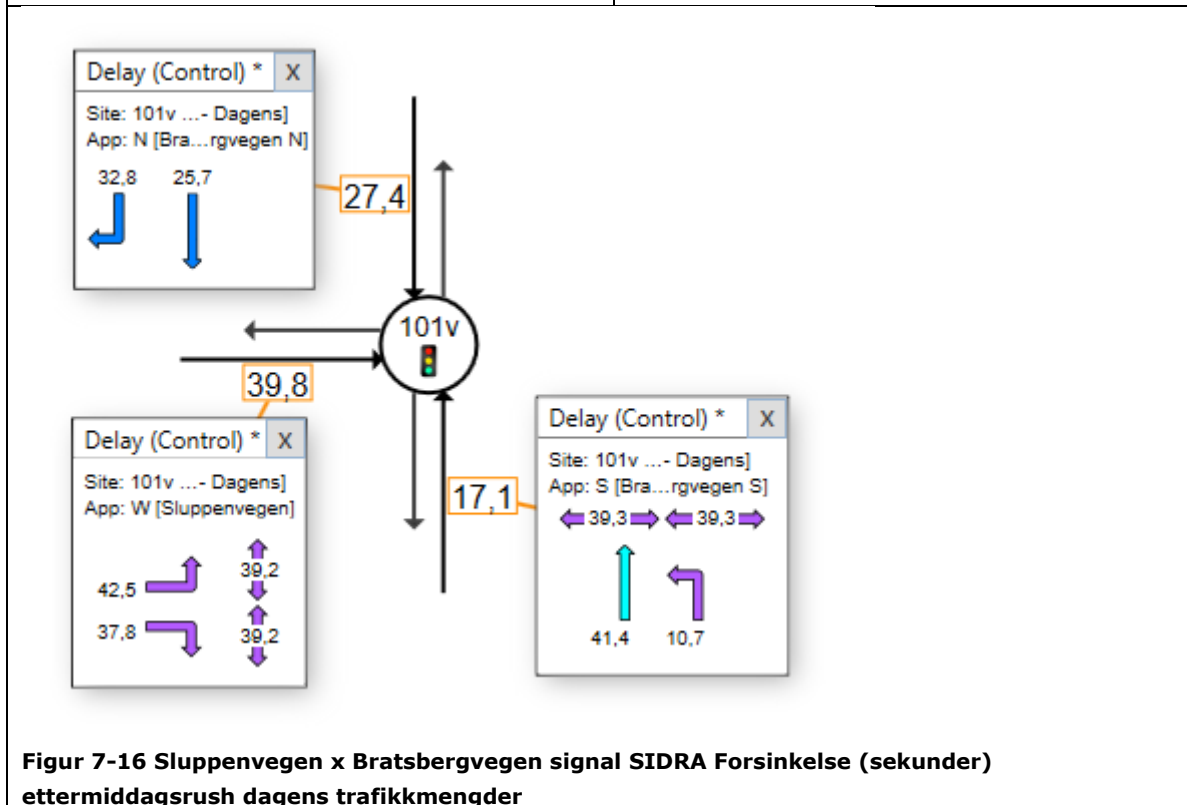 Delay (Control) * X
Site: 101v ...- Dagens]
App: N [Bra...rgvegen N]
32,8 25,7
27,4
101v
39,8
Delay (Control) * X
Site: 101v ...- Dagens]
App: W [Sluppenvegen]
42,5 39,2
37,8 39,2
17,1
Delay (Control) * X
Site: 101v ...- Dagens]
App: S [Bra...rgvegen S]
39,3 39,3
41,4 10,7
Figur 7-16 Sluppenvegen x Bratsbergvegen signal SIDRA Forsinkelse (sekunder)
ettermiddagsrush dagens trafikkmengder